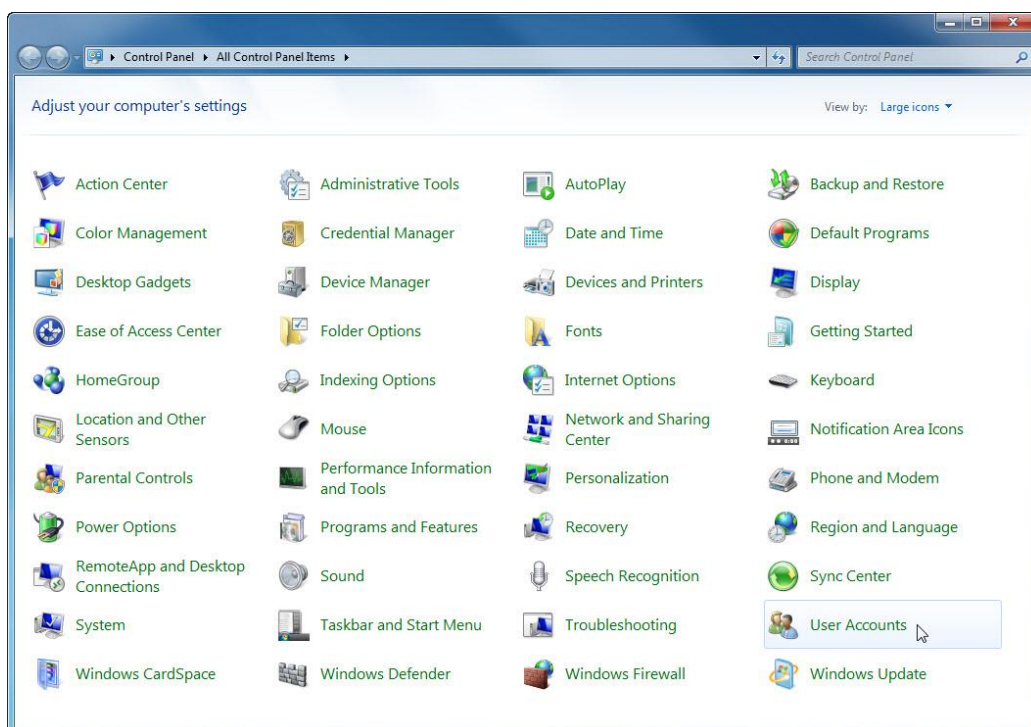 Control Panel All Control Panel Items Search Control Panel
Adjust your computer's settings View by: Large icons
Action Center Administrative Tools AutoPlay Backup and Restore
Color Management Credential Manager Date and Time Default Programs
Desktop Gadgets Device Manager Devices and Printers Display
Ease of Access Center Folder Options Fonts Getting Started
HomeGroup Indexing Options Internet Options Keyboard
Location and Other
Sensors Mouse Network and Sharing
Center Notification Area Icons
Parental Controls Performance Information
and Tools Personalization Phone and Modem
Power Options Programs and Features Recovery Region and Language
RemoteApp and Desktop
Connections Sound Speech Recognition Sync Center
System Taskbar and Start Menu Troubleshooting User Accounts
Windows CardSpace Windows Defender Windows Firewall Windows Update